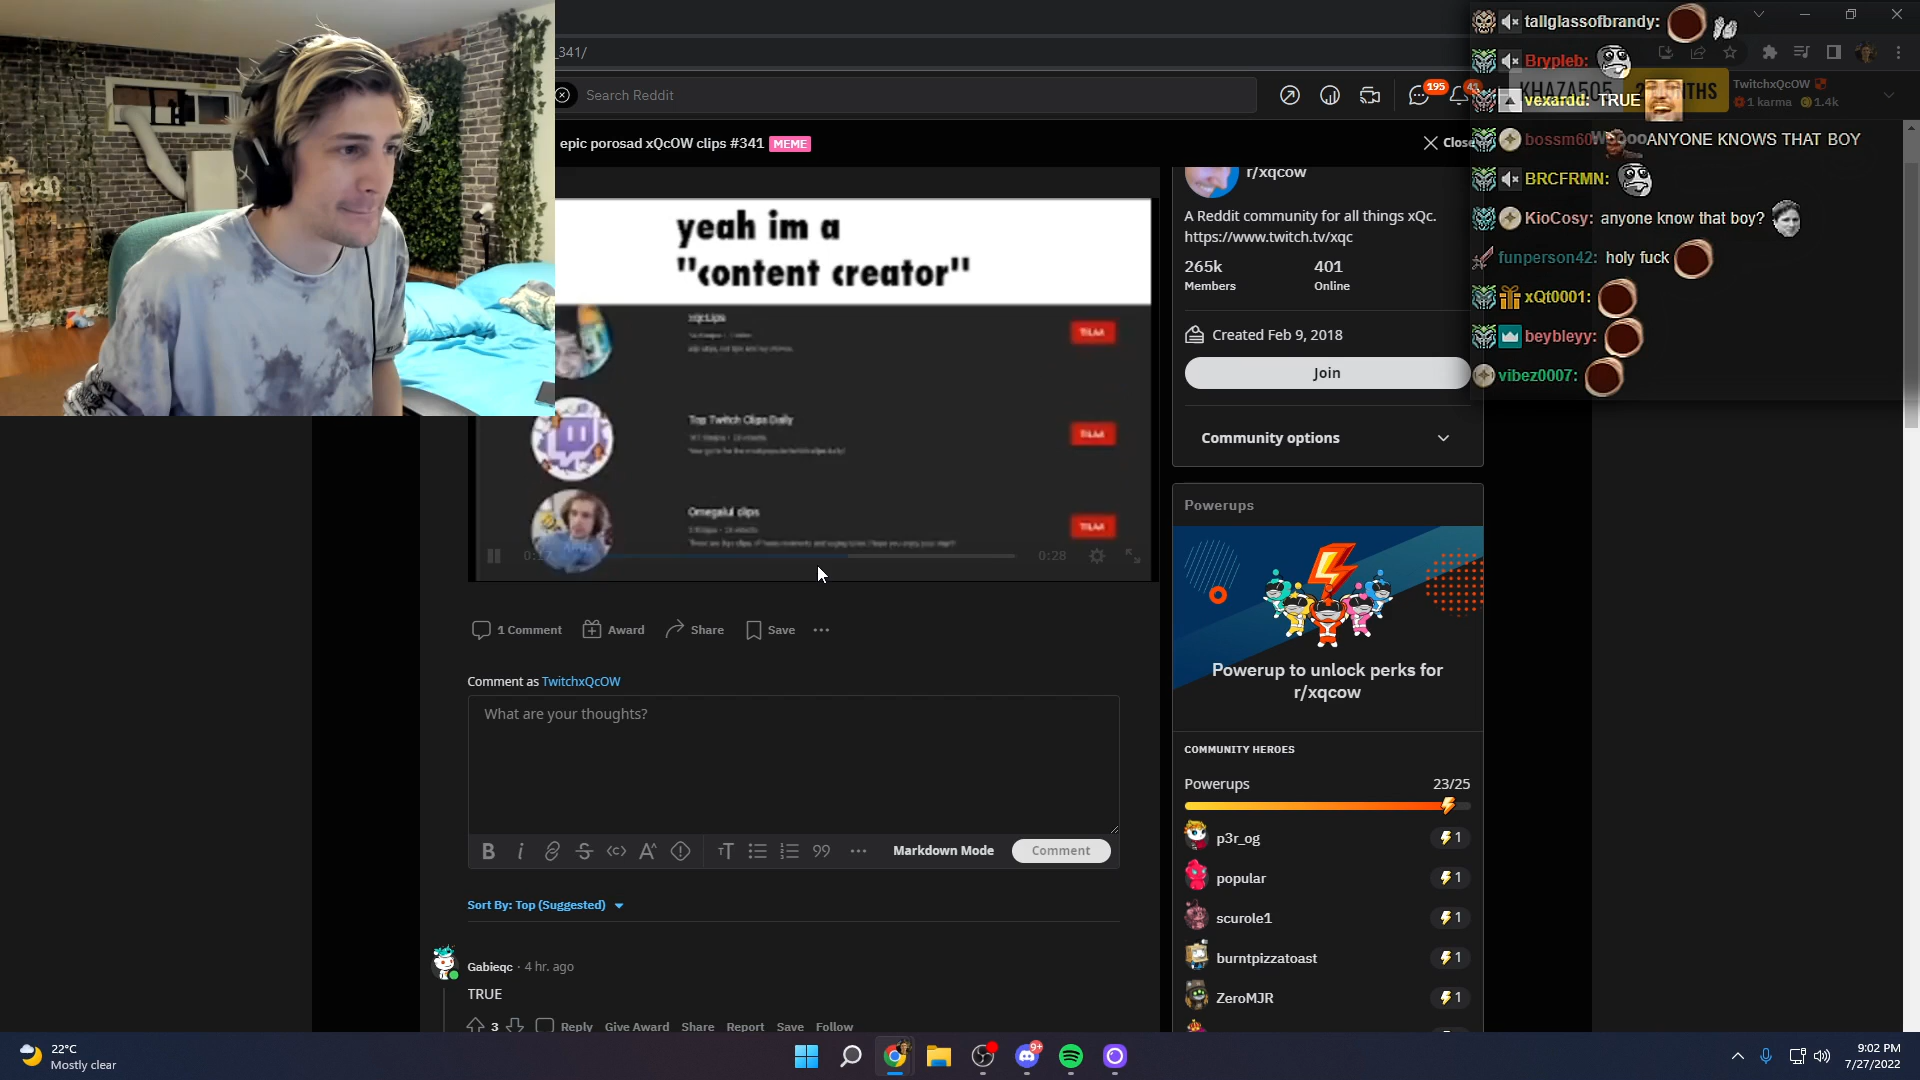 _341/
Search Reddit
195
TwitchxQcOW
1 karma 1.4k
epic porosad xQcOW clips #341 MEME
Close
yeah im a
"content creator"
xqcLips
Top Twitch Clips Daily
Omegalul clips
0:28
1 Comment
Award
Share
Save
Comment as TwitchxQcOW
What are your thoughts?
Markdown Mode
Comment
Sort By: Top (Suggested)
Gabieqc · 4 hr. ago
TRUE
3
Reply
Give Award
Share
Report
Save
Follow
r/xqcow
A Reddit community for all things xQc.
https://www.twitch.tv/xqc
265k
Members
401
Online
Created Feb 9, 2018
Join
Community options
Powerups
Powerup to unlock perks for
r/xqcow
COMMUNITY HEROES
Powerups 23/25
p3r_og 1
popular 1
scurole1 1
burntpizzatoast 1
ZeroMJR 1
tallglassofbrandy:
Brypleb:
vexardd: TRUE
ANYONE KNOWS THAT BOY
BRCFRMN:
KioCosy: anyone know that boy?
funperson42: holy fuck
xQt0001:
beybleyy:
vibez0007:
22°C
Mostly clear
9+
9:02 PM
7/27/2022